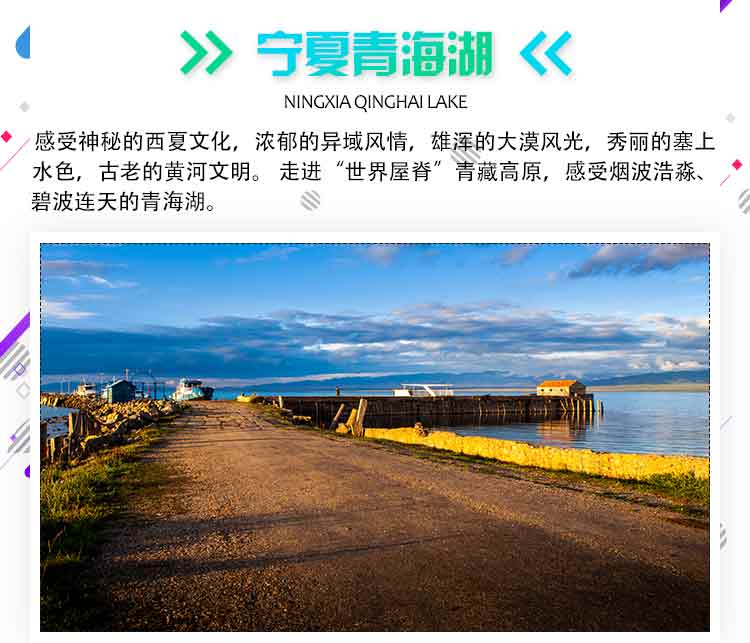 宁夏青海湖
NINGXIA QINGHAI LAKE
感受神秘的西夏文化，浓郁的异域风情，雄浑的大漠风光，秀丽的塞上
水色，古老的黄河文明。 走进“世界屋脊”青藏高原，感受烟波浩淼、
碧波连天的青海湖。